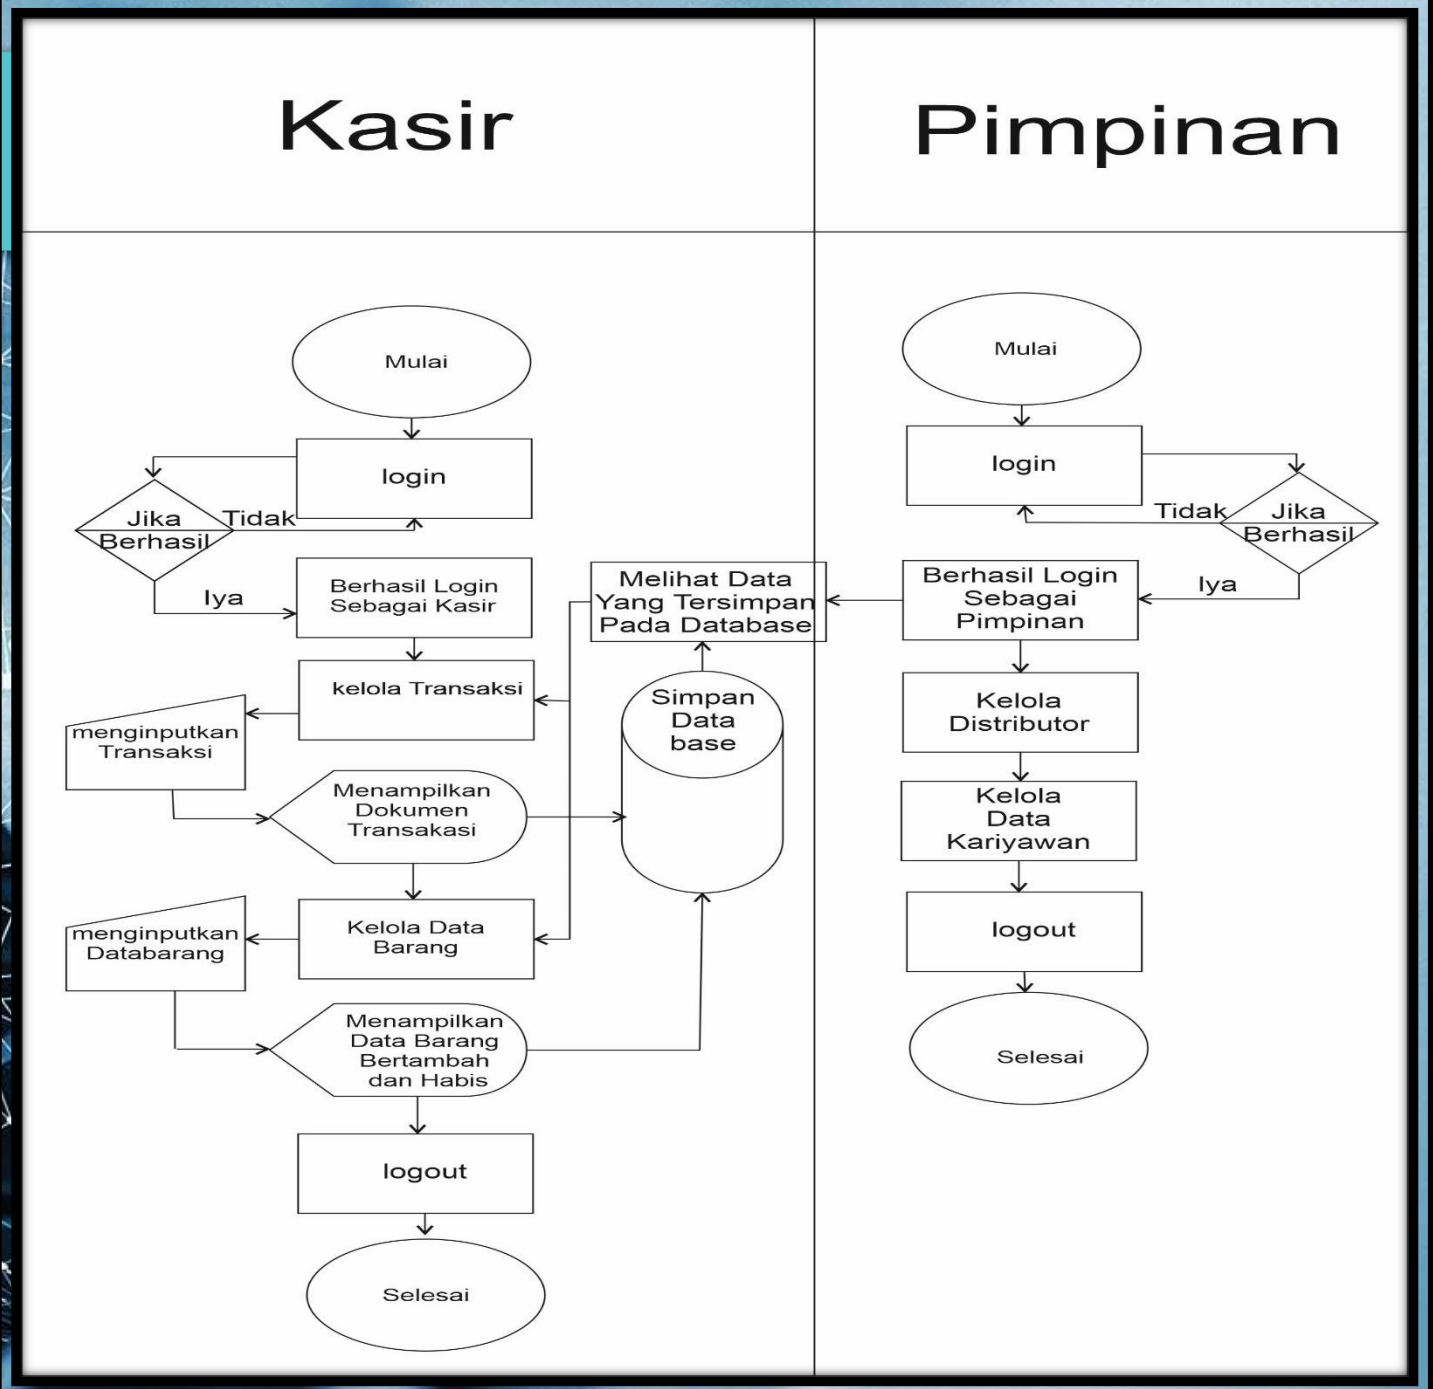 Kasir
Pimpinan
Mulai
login
Jika
Berhasil
Tidak
Iya
Berhasil Login
Sebagai Kasir
kelola Transaksi
menginputkan
Transaksi
Menampilkan
Dokumen
Transakasi
Kelola Data
Barang
menginputkan
Databarang
Menampilkan
Data Barang
Bertambah
dan Habis
logout
Selesai
Melihat Data
Yang Tersimpan
Pada Database
Simpan
Data
base
Mulai
login
Tidak
Jika
Berhasil
Iya
Berhasil Login
Sebagai
Pimpinan
Kelola
Distributor
Kelola
Data
Kariyawan
logout
Selesai